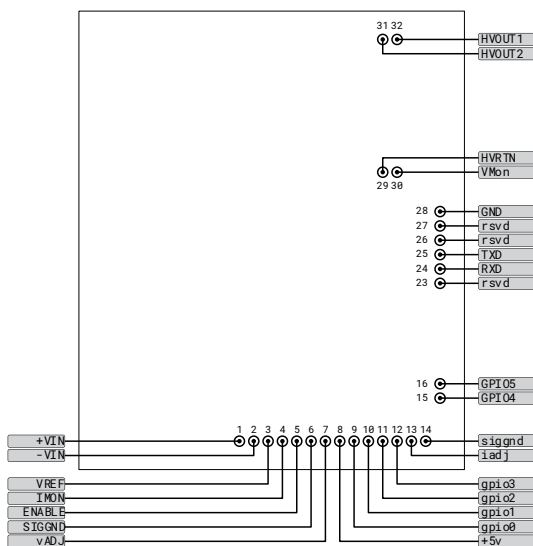 31 32
HVOUT1
HVOUT2
HVRTN
VMon
29 30
28 GND
27 rsvd
26 rsvd
25 TXD
24 RXD
23 rsvd
16 GPIO5
15 GPIO4
1 2 3 4 5 6 7 8 9 10 11 12 13 14
+VIN siggnd
-VIN iadj
VREF gpio3
IMON gpio2
ENABLE gpio1
SIGGND gpio0
vADJ +5v